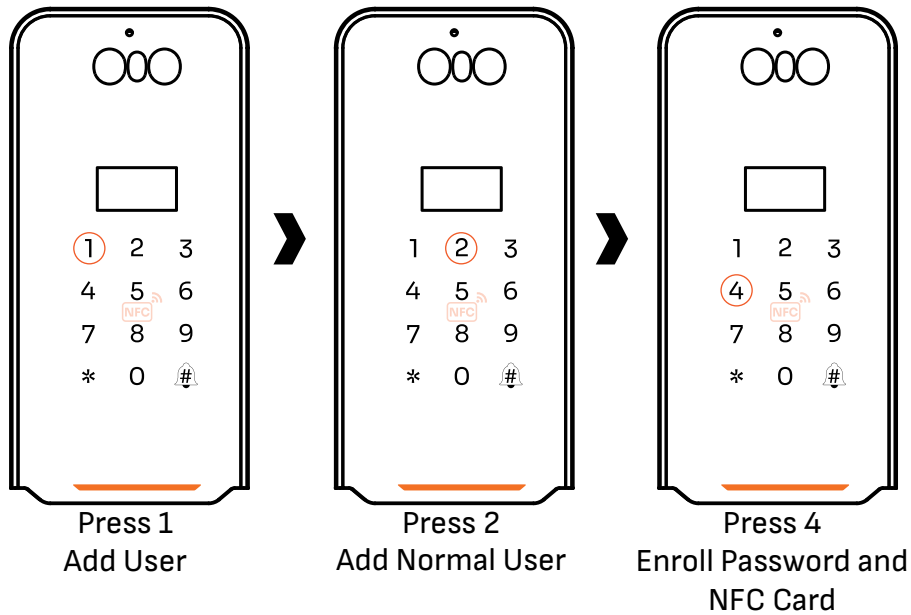 1 2 3
4 5 6
NFC
7 8 9
* 0 #
Press 1
Add User
1 2 3
4 5 6
NFC
7 8 9
* 0 #
Press 2
Add Normal User
1 2 3
4 5 6
NFC
7 8 9
* 0 #
Press 4
Enroll Password and
NFC Card